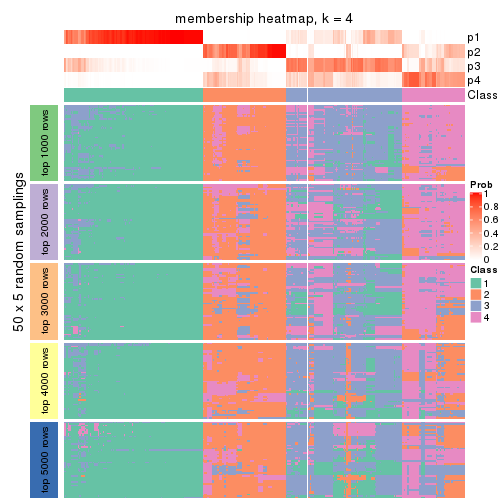 membership heatmap, k = 4
p1
p2
p3
p4
Class
50 x 5 random samplings
top 1000 rows
top 2000 rows
top 3000 rows
top 4000 rows
top 5000 rows
Prob
1
0.8
0.6
0.4
0.2
0
Class
1
2
3
4